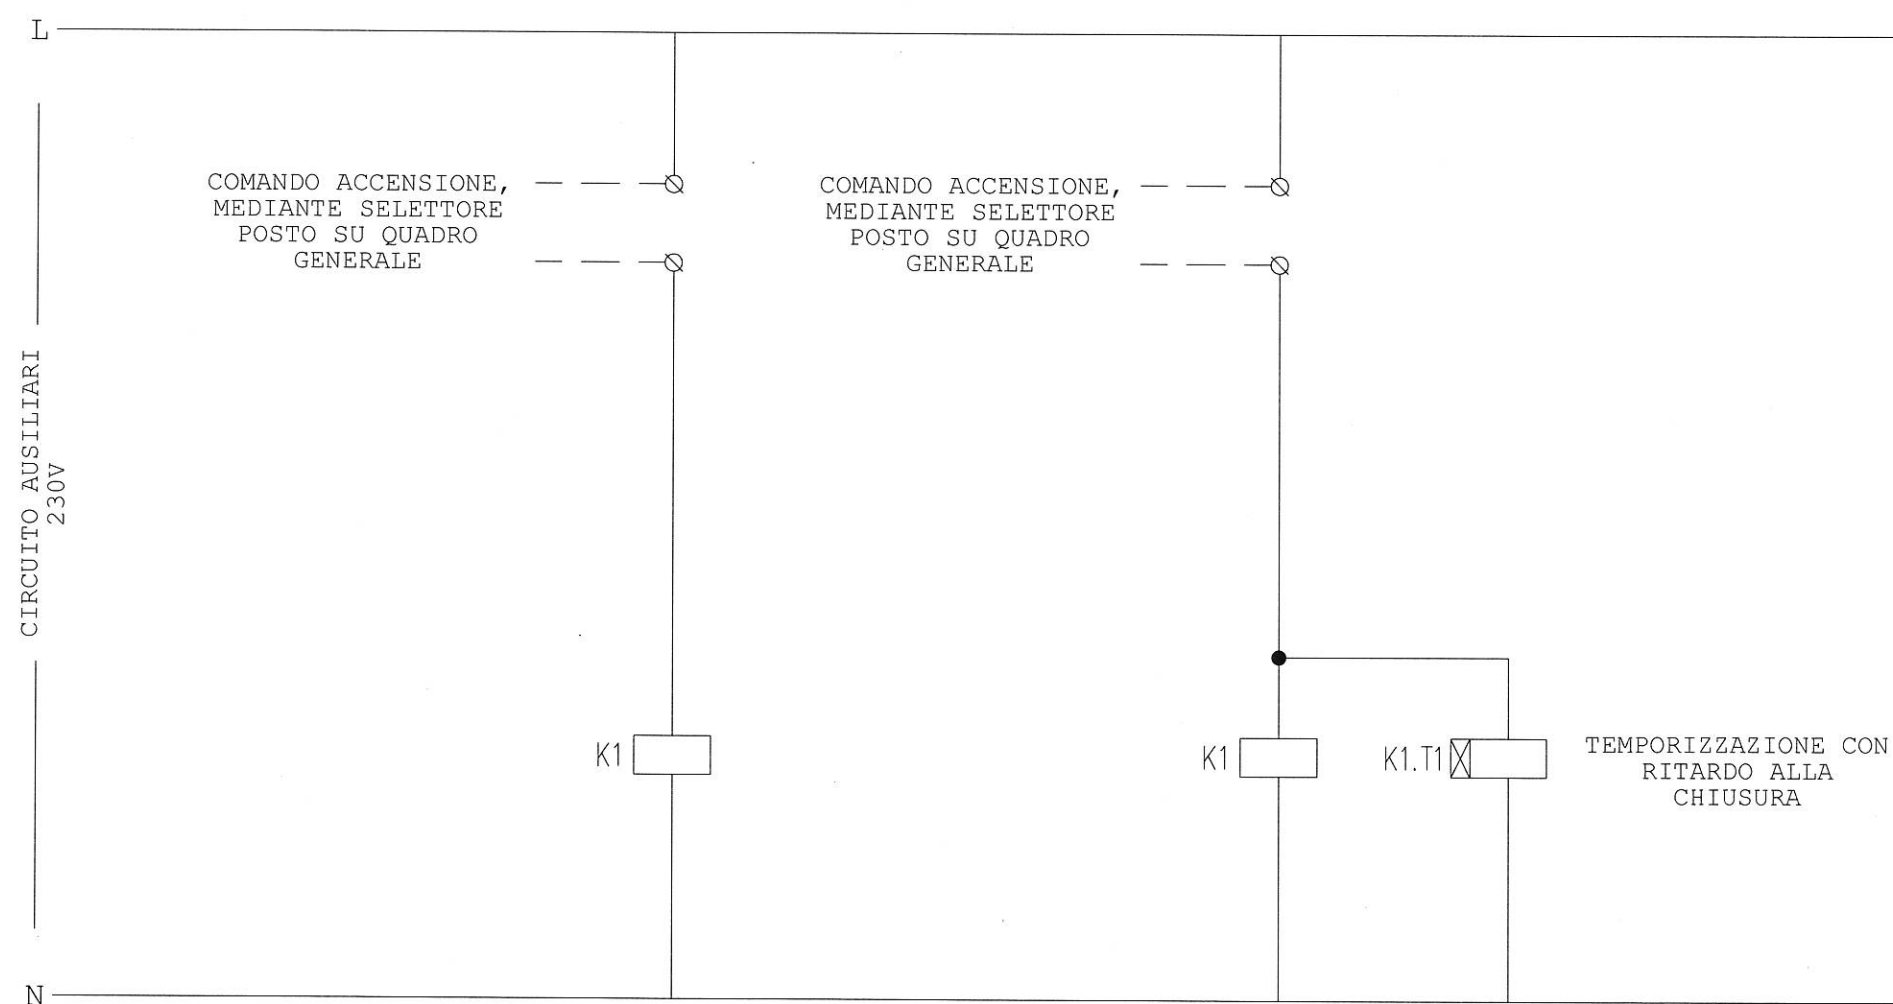 L
COMANDO ACCENSIONE,
MEDIANTE SELETTORE
POSTO SU QUADRO
GENERALE
COMANDO ACCENSIONE,
MEDIANTE SELETTORE
POSTO SU QUADRO
GENERALE
CIRCUITO AUSILIARI
230V
K1
K1
K1.T1
TEMPORIZZAZIONE CON
RITARDO ALLA
CHIUSURA
N